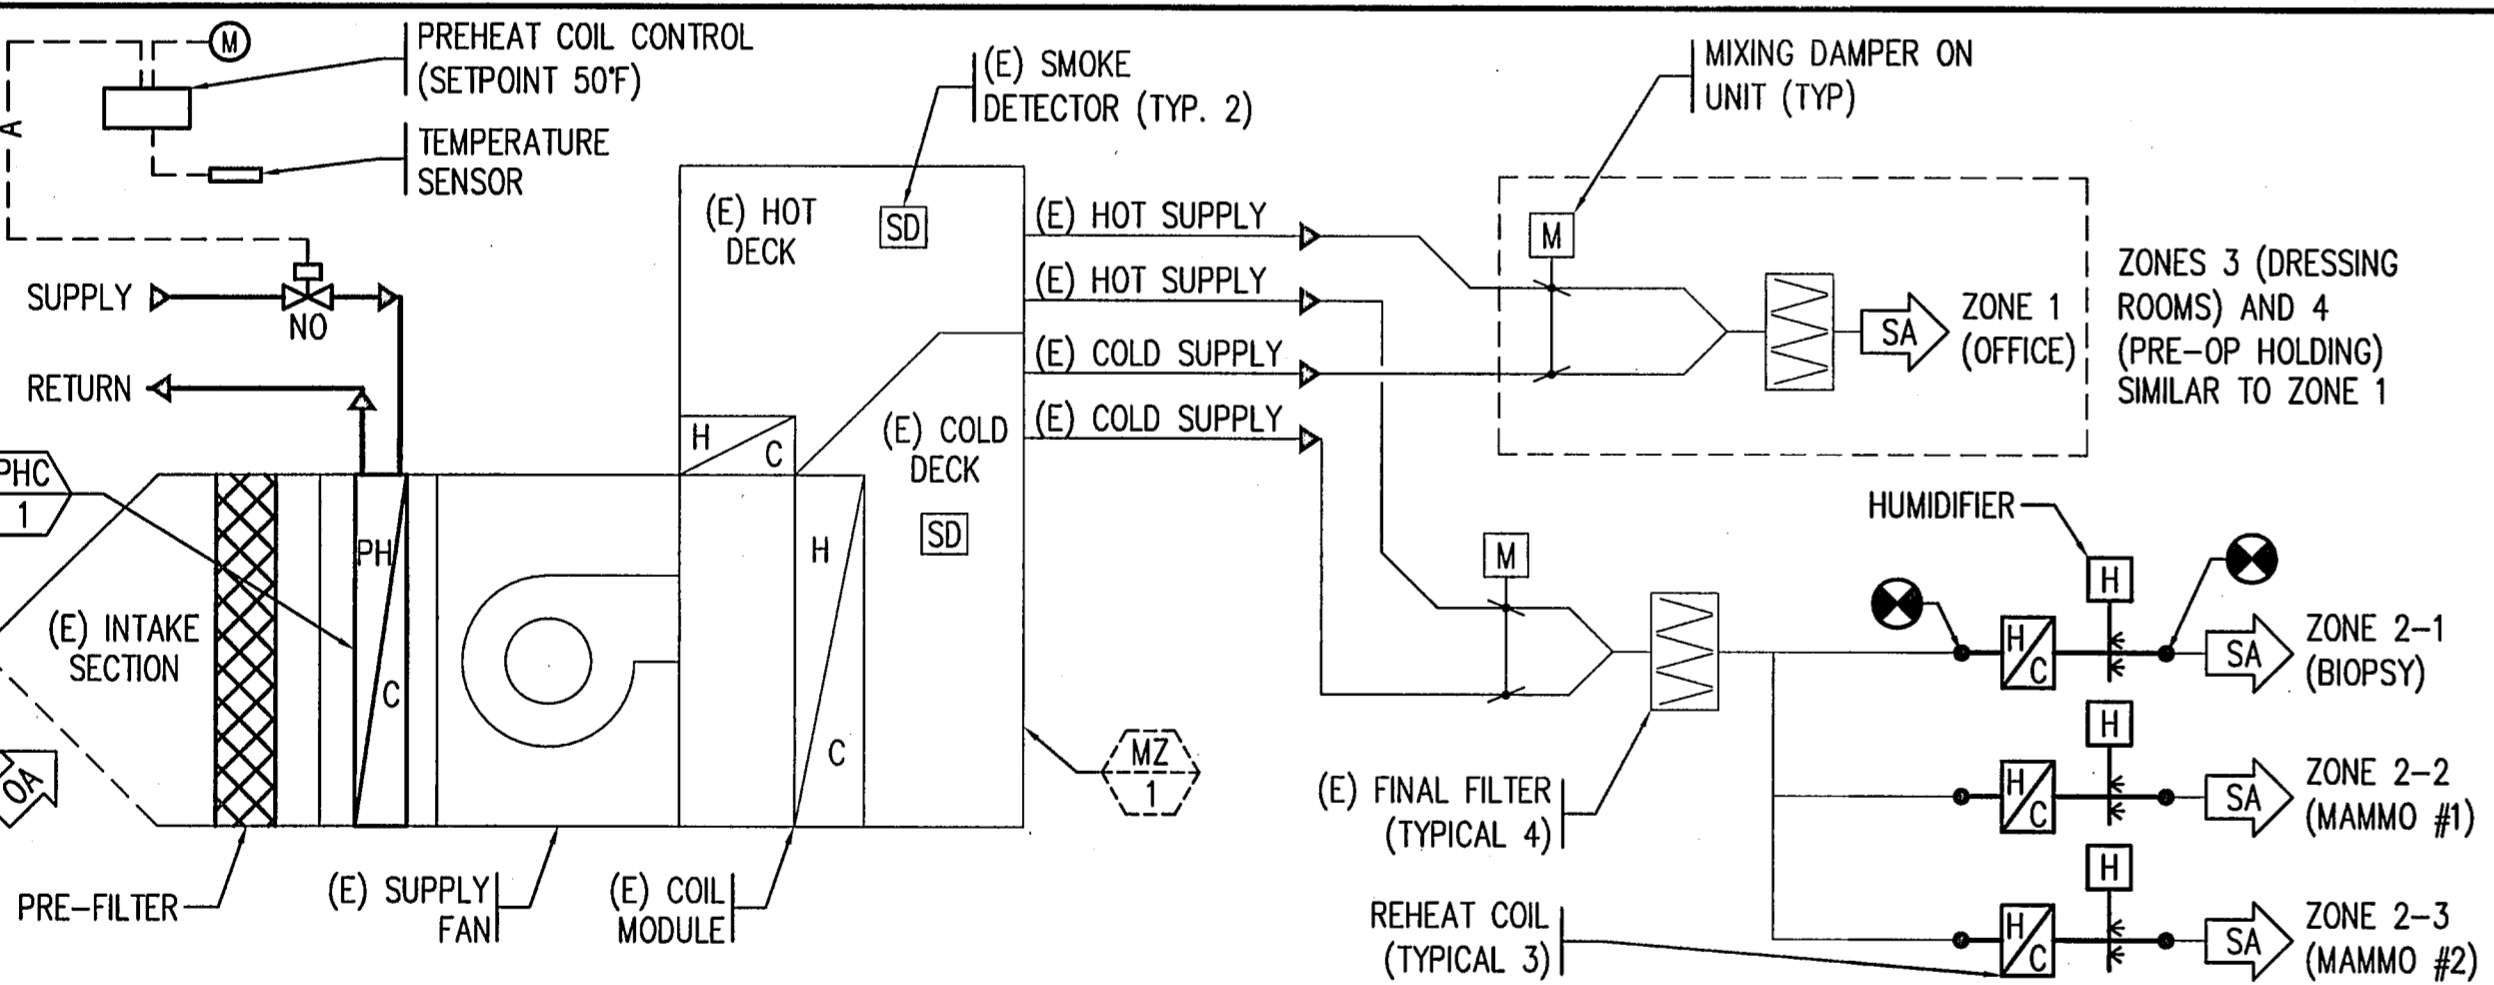 M
PREHEAT COIL CONTROL
(SETPOINT 50°F)
A
TEMPERATURE
SENSOR
(E) SMOKE
DETECTOR (TYP. 2)
MIXING DAMPER ON
UNIT (TYP)
(E) HOT
DECK
SD
(E) HOT SUPPLY
(E) HOT SUPPLY
(E) COLD SUPPLY
(E) COLD SUPPLY
M
SA
ZONE 1
(OFFICE)
ZONES 3 (DRESSING
ROOMS) AND 4
(PRE-OP HOLDING)
SIMILAR TO ZONE 1
SUPPLY
NO
RETURN
H
C
(E) COLD
DECK
SD
PHC
1
PH
C
H
C
(E) INTAKE
SECTION
OA
MZ
1
PRE-FILTER
(E) SUPPLY
FAN
(E) COIL
MODULE
M
(E) FINAL FILTER
(TYPICAL 4)
REHEAT COIL
(TYPICAL 3)
HUMIDIFIER
H
H
C
SA
ZONE 2-1
(BIOPSY)
H
H
C
SA
ZONE 2-2
(MAMMO #1)
H
H
C
SA
ZONE 2-3
(MAMMO #2)